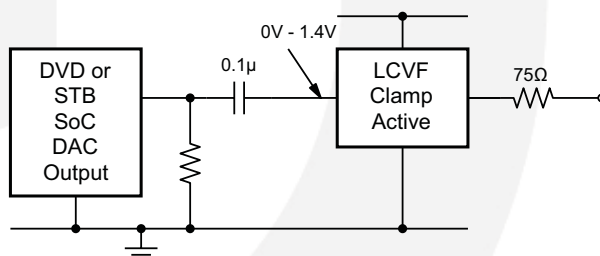 0V - 1.4V
DVD or
STB
SoC
DAC
Output
0.1µ
LCVF
Clamp
Active
75Ω